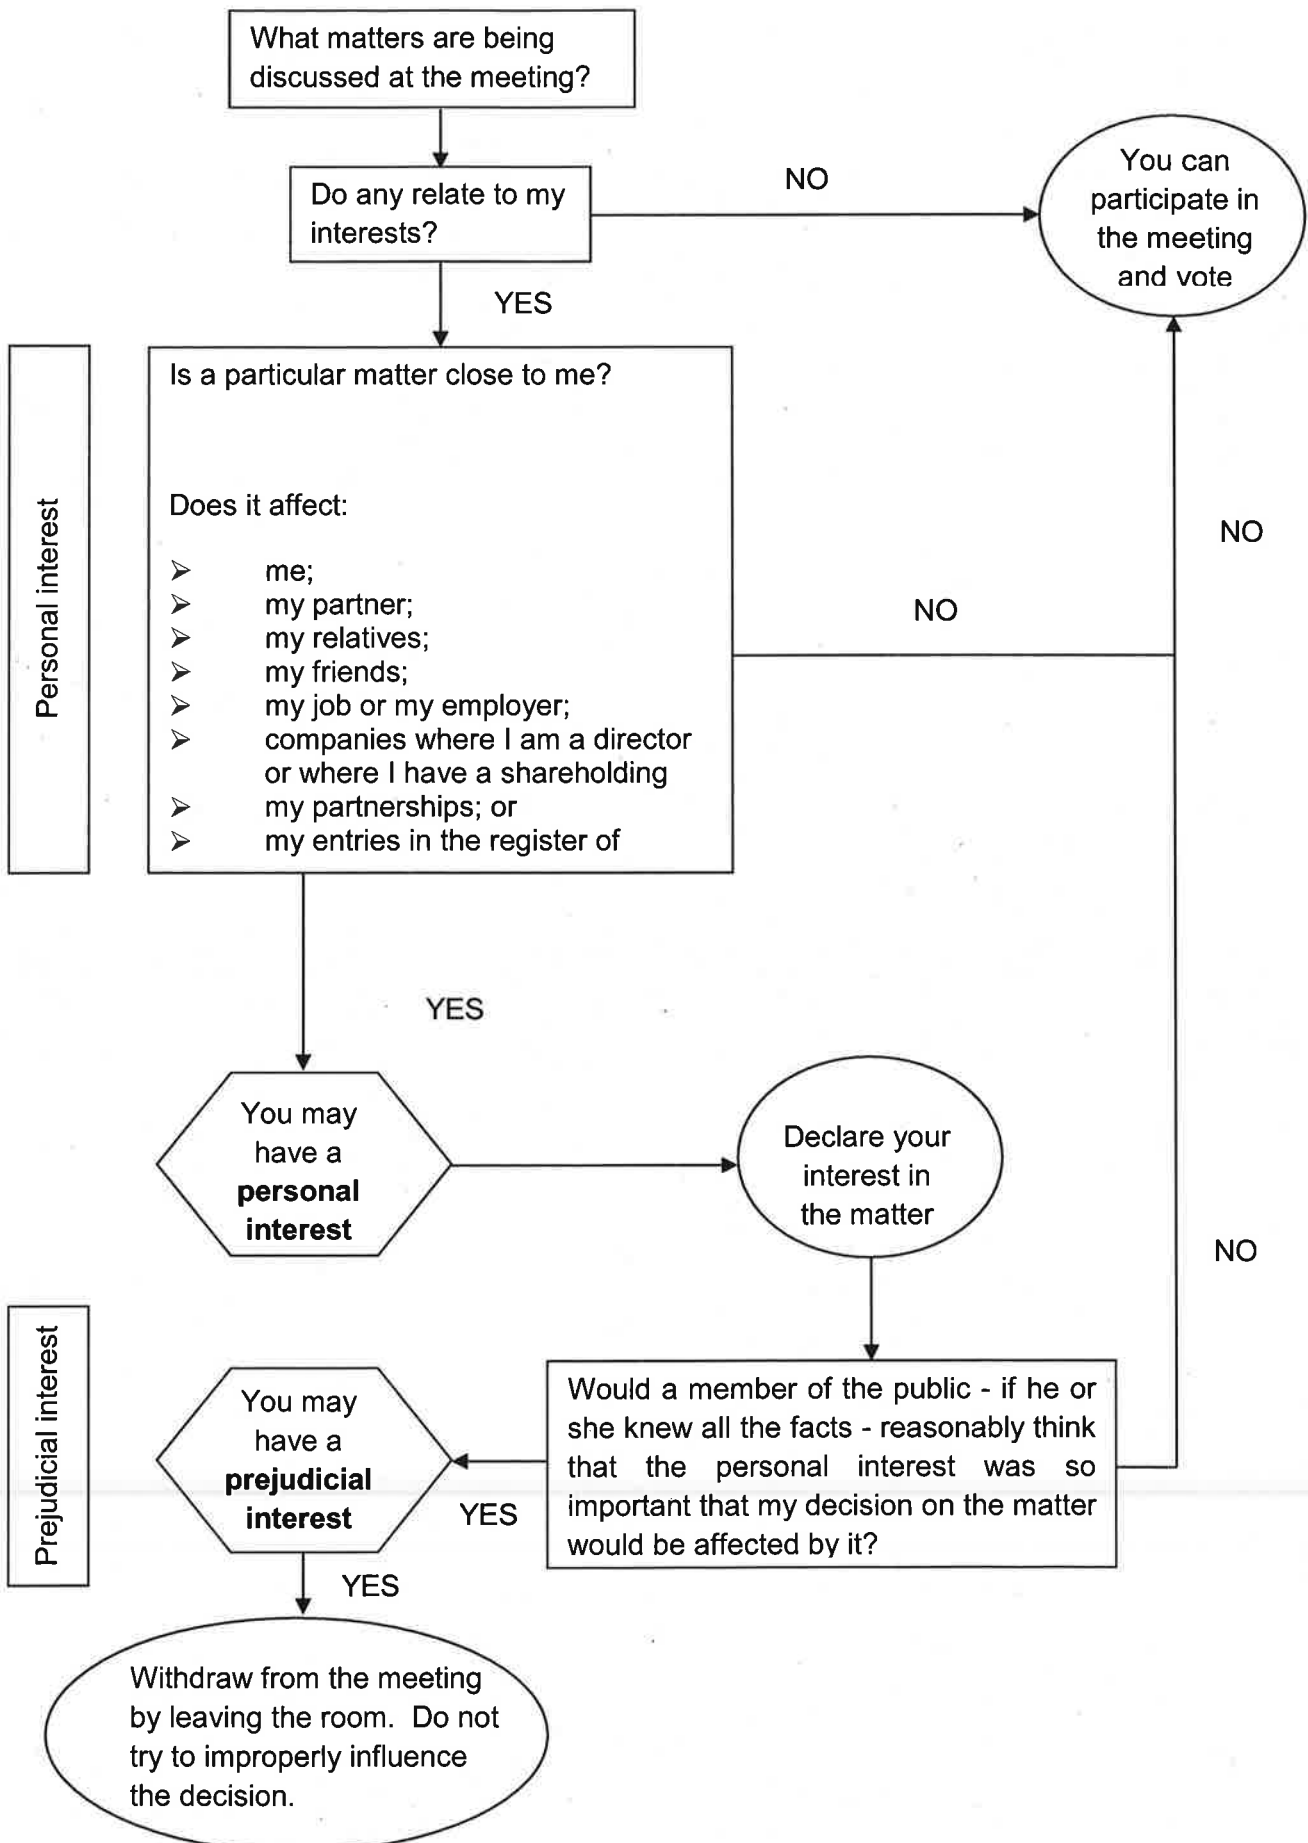 What matters are being
discussed at the meeting?
Do any relate to my
interests?
NO
You can
participate in
the meeting
and vote
YES
Personal interest
Is a particular matter close to me?
Does it affect:
➢ me;
➢ my partner;
➢ my relatives;
➢ my friends;
➢ my job or my employer;
➢ companies where I am a director
or where I have a shareholding
➢ my partnerships; or
➢ my entries in the register of
NO
NO
YES
You may
have a
personal
interest
Declare your
interest in
the matter
NO
Prejudicial interest
You may
have a
prejudicial
interest
YES
Would a member of the public - if he or
she knew all the facts - reasonably think
that the personal interest was so
important that my decision on the matter
would be affected by it?
YES
Withdraw from the meeting
by leaving the room. Do not
try to improperly influence
the decision.